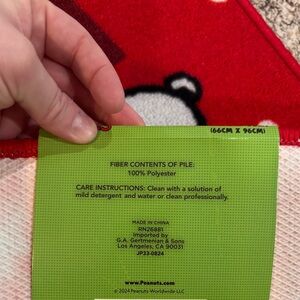 (66CM X 96CM)
FIBER CONTENTS OF PILE:
100% Polyester
CARE INSTRUCTIONS: Clean with a solution of
mild detergent and water or clean professionally.
MADE IN CHINA
RN26881
Imported by
G.A. Gertmenian & Sons
Los Angeles, CA 90031
JP33-0824
www.Peanuts.com
© 2024 Peanuts Worldwide LLC